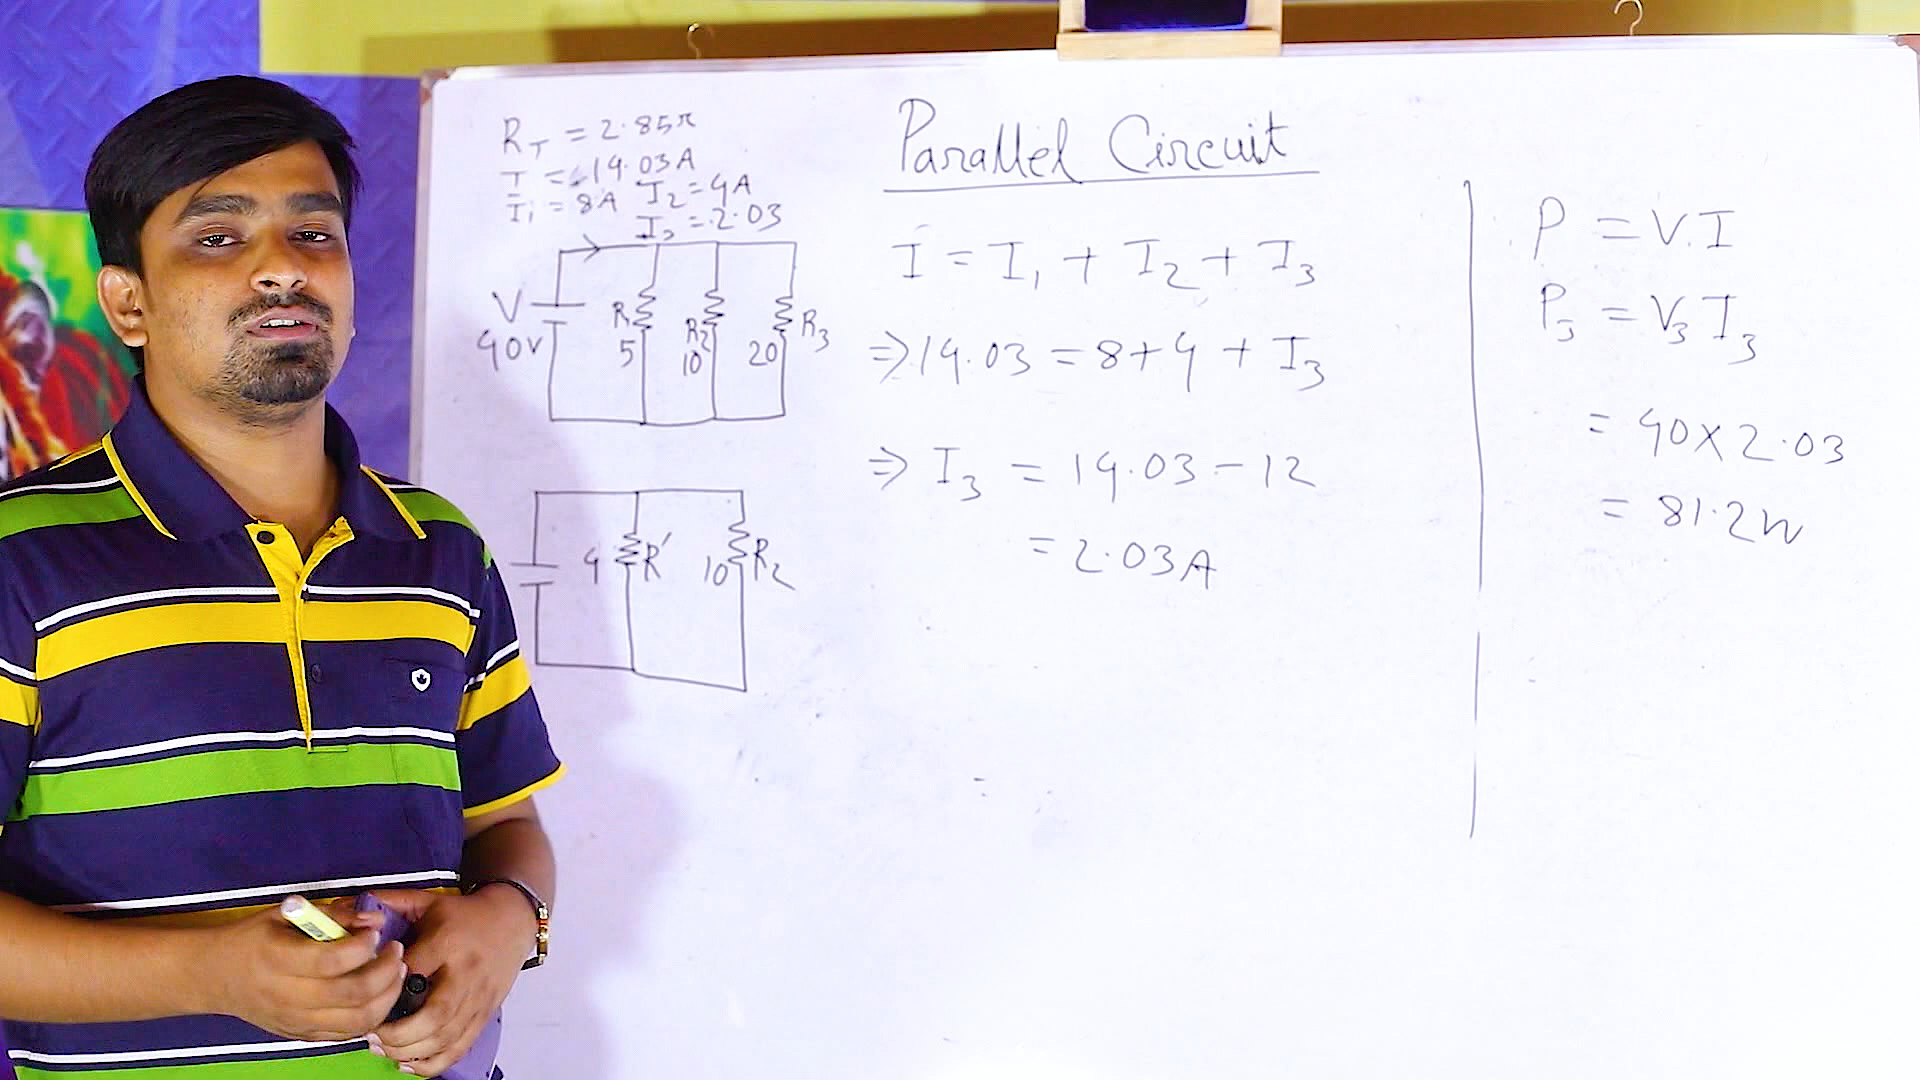 R_T = 2.85Ω
I = 14.03A
I₁ = 8A I₂ = 4A
I₃ = 2.03
V
40V
R
5
R₂
10
20
R₃
4
R′
10
R₂
Parallel Circuit
I = I₁ + I₂ + I₃
⇒ 14.03 = 8+4 + I₃
⇒ I₃ = 14.03 - 12
= 2.03A
P = V.I
P₃ = V₃ I₃
= 40×2.03
= 81.2W